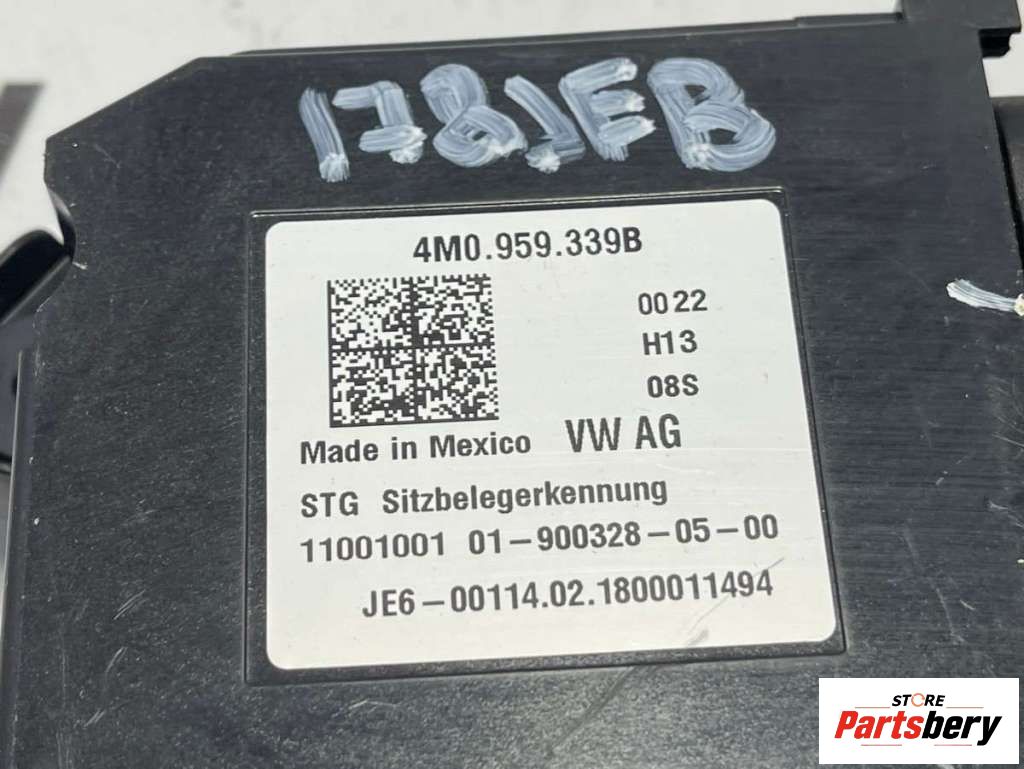 178JEB
4M0.959.339B
0022
H13
08S
Made in Mexico VW AG
STG Sitzbelegerkennung
11001001 01-900328-05-00
JE6-00114.02.1800011494
STORE
Partsbery